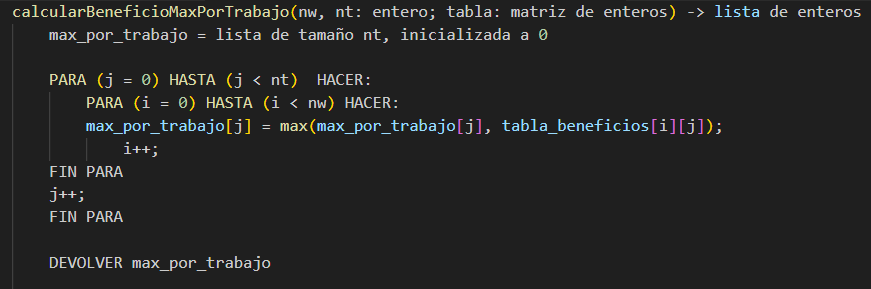 calcularBeneficioMaxPorTrabajo(nw, nt: entero; tabla: matriz de enteros) -> lista de enteros
max_por_trabajo = lista de tamaño nt, inicializada a 0
PARA (j = 0) HASTA (j < nt)  HACER:
PARA (i = 0) HASTA (i < nw) HACER:
max_por_trabajo[j] = max(max_por_trabajo[j], tabla_beneficios[i][j]);
i++;
FIN PARA
j++;
FIN PARA
DEVOLVER max_por_trabajo